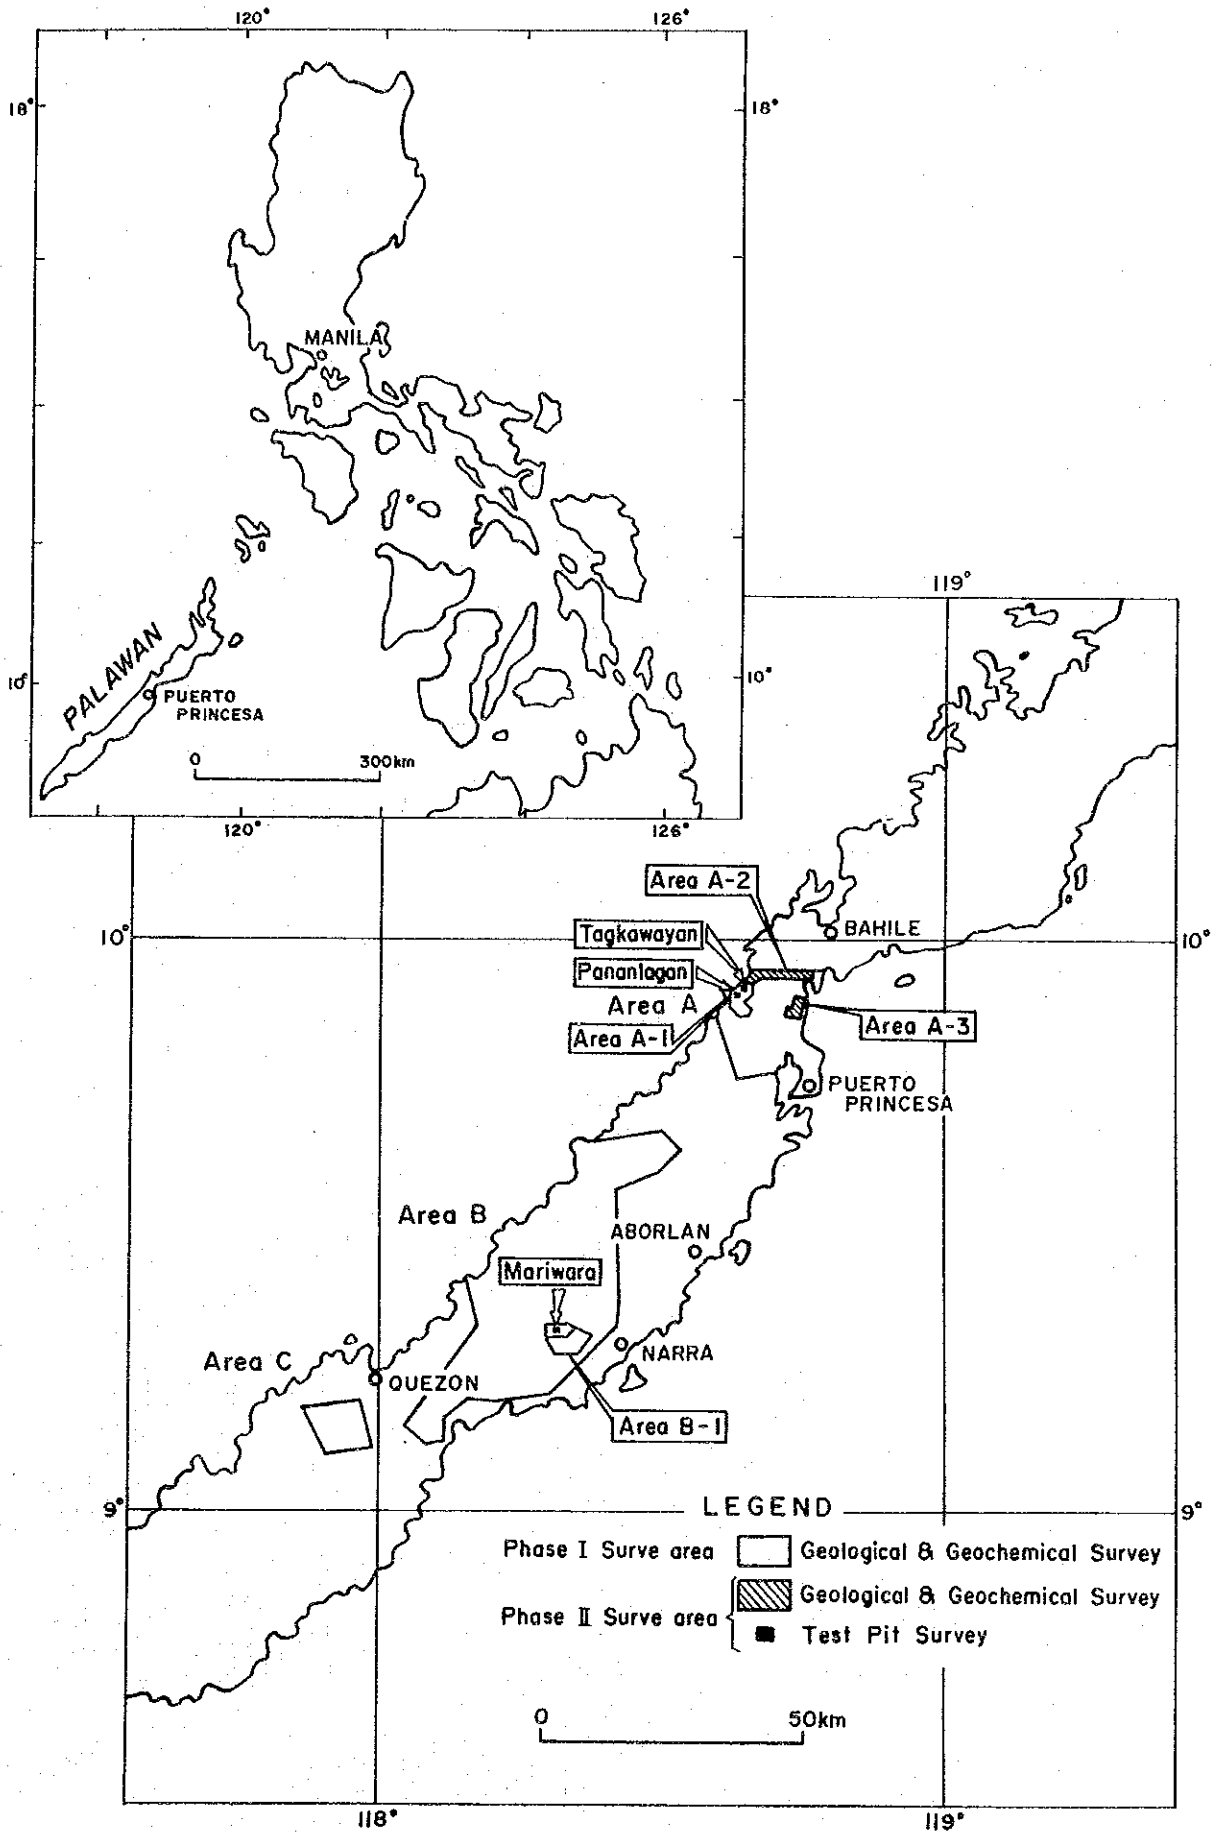 120°
126°
18°
18°
MANILA
119°
PALAWAN
10°
10°
PUERTO
PRINCESA
0
300km
120°
126°
Area A-2
Tagkawayan
BAHILE
10°
10°
Panantagan
Area A
Area A-1
Area A-3
PUERTO
PRINCESA
Area B
ABORLAN
Mariwara
NARRA
Area C
QUEZON
Area B-1
9°
9°
LEGEND
Phase I Surve area
Geological & Geochemical Survey
Phase II Surve area
Geological & Geochemical Survey
Test Pit Survey
0
50km
118°
119°